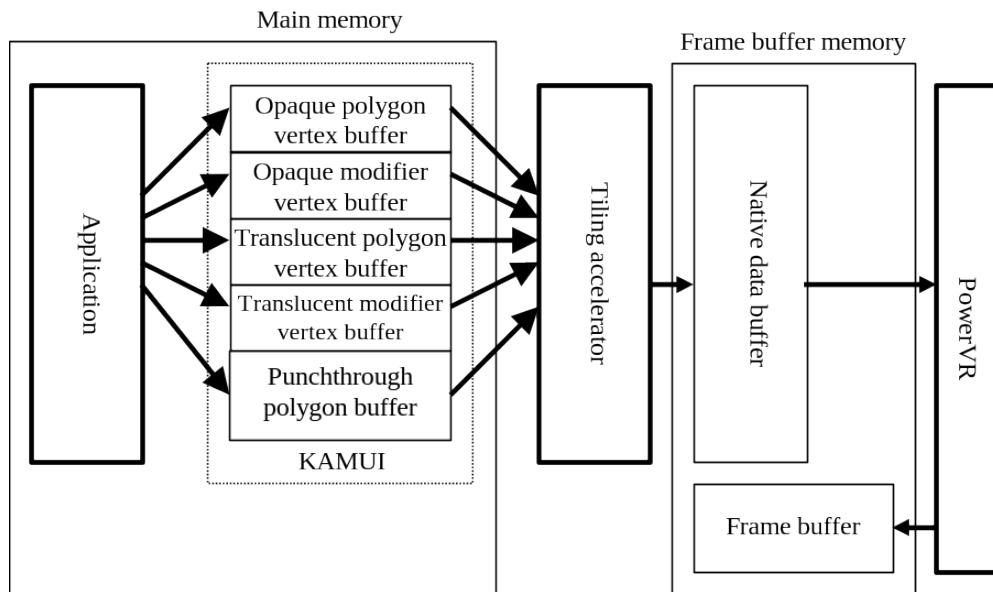 Main memory
Frame buffer memory
Application
Opaque polygon
vertex buffer
Opaque modifier
vertex buffer
Translucent polygon
vertex buffer
Translucent modifier
vertex buffer
Punchthrough
polygon buffer
KAMUI
Tiling accelerator
Native data
buffer
Frame buffer
PowerVR